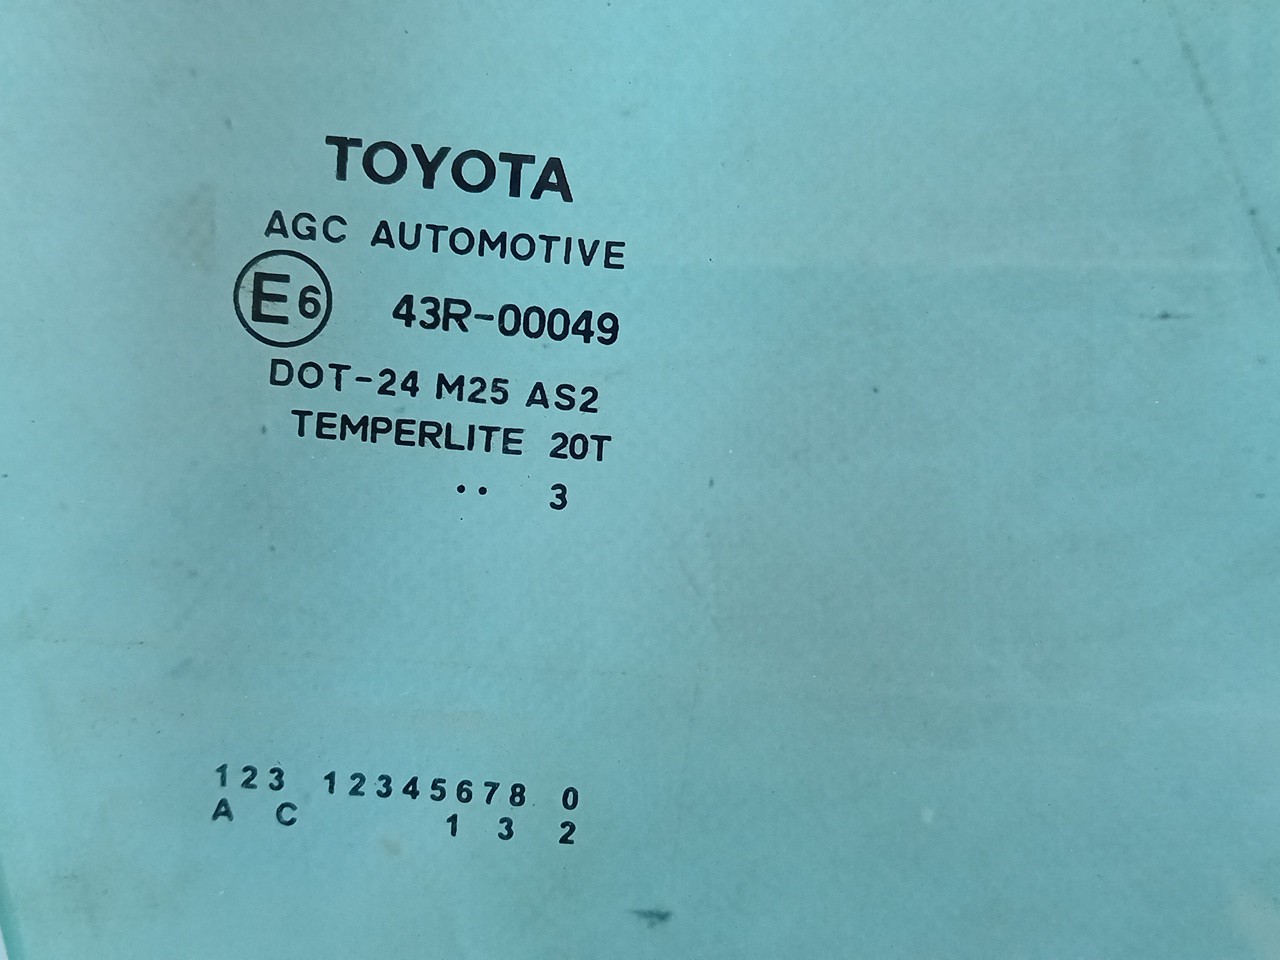 TOYOTA
AGC AUTOMOTIVE
E6 43R-00049
DOT-24 M25 AS2
TEMPERLITE 20T
.. 3
123 12345678 0
A C 1 3 2